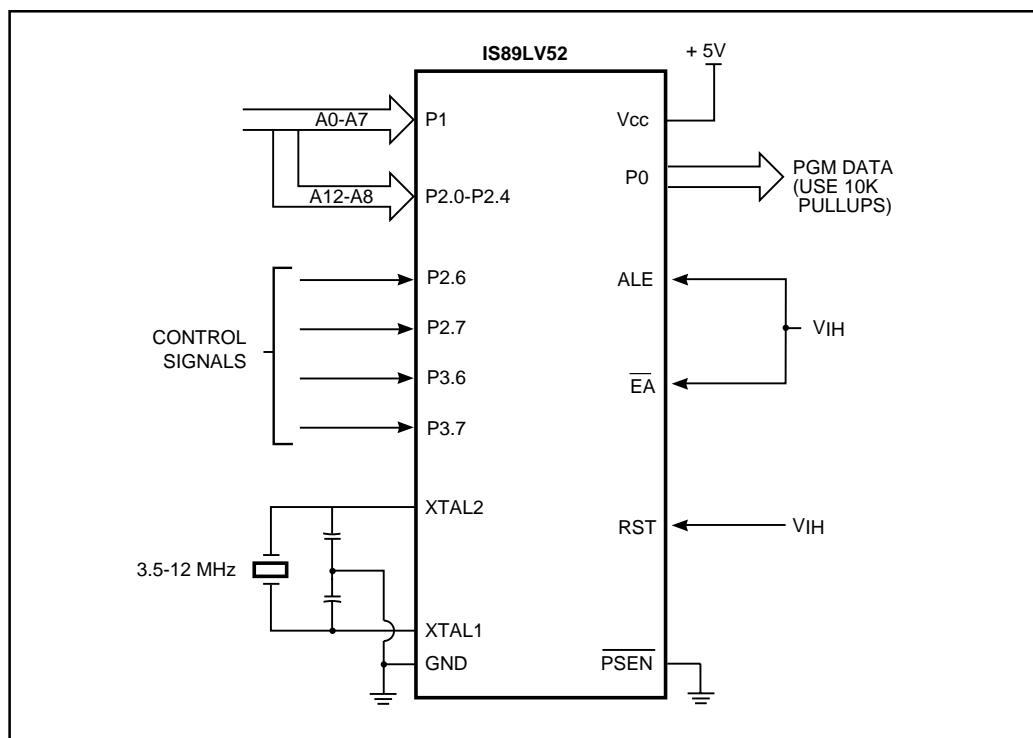 IS89LV52
+ 5V
A0-A7
P1
Vcc
A12-A8
P2.0-P2.4
P0
PGM DATA
(USE 10K
PULLUPS)
P2.6
ALE
CONTROL
SIGNALS
P2.7
VIH
P3.6
EA
P3.7
XTAL2
RST
VIH
3.5-12 MHz
XTAL1
GND
PSEN